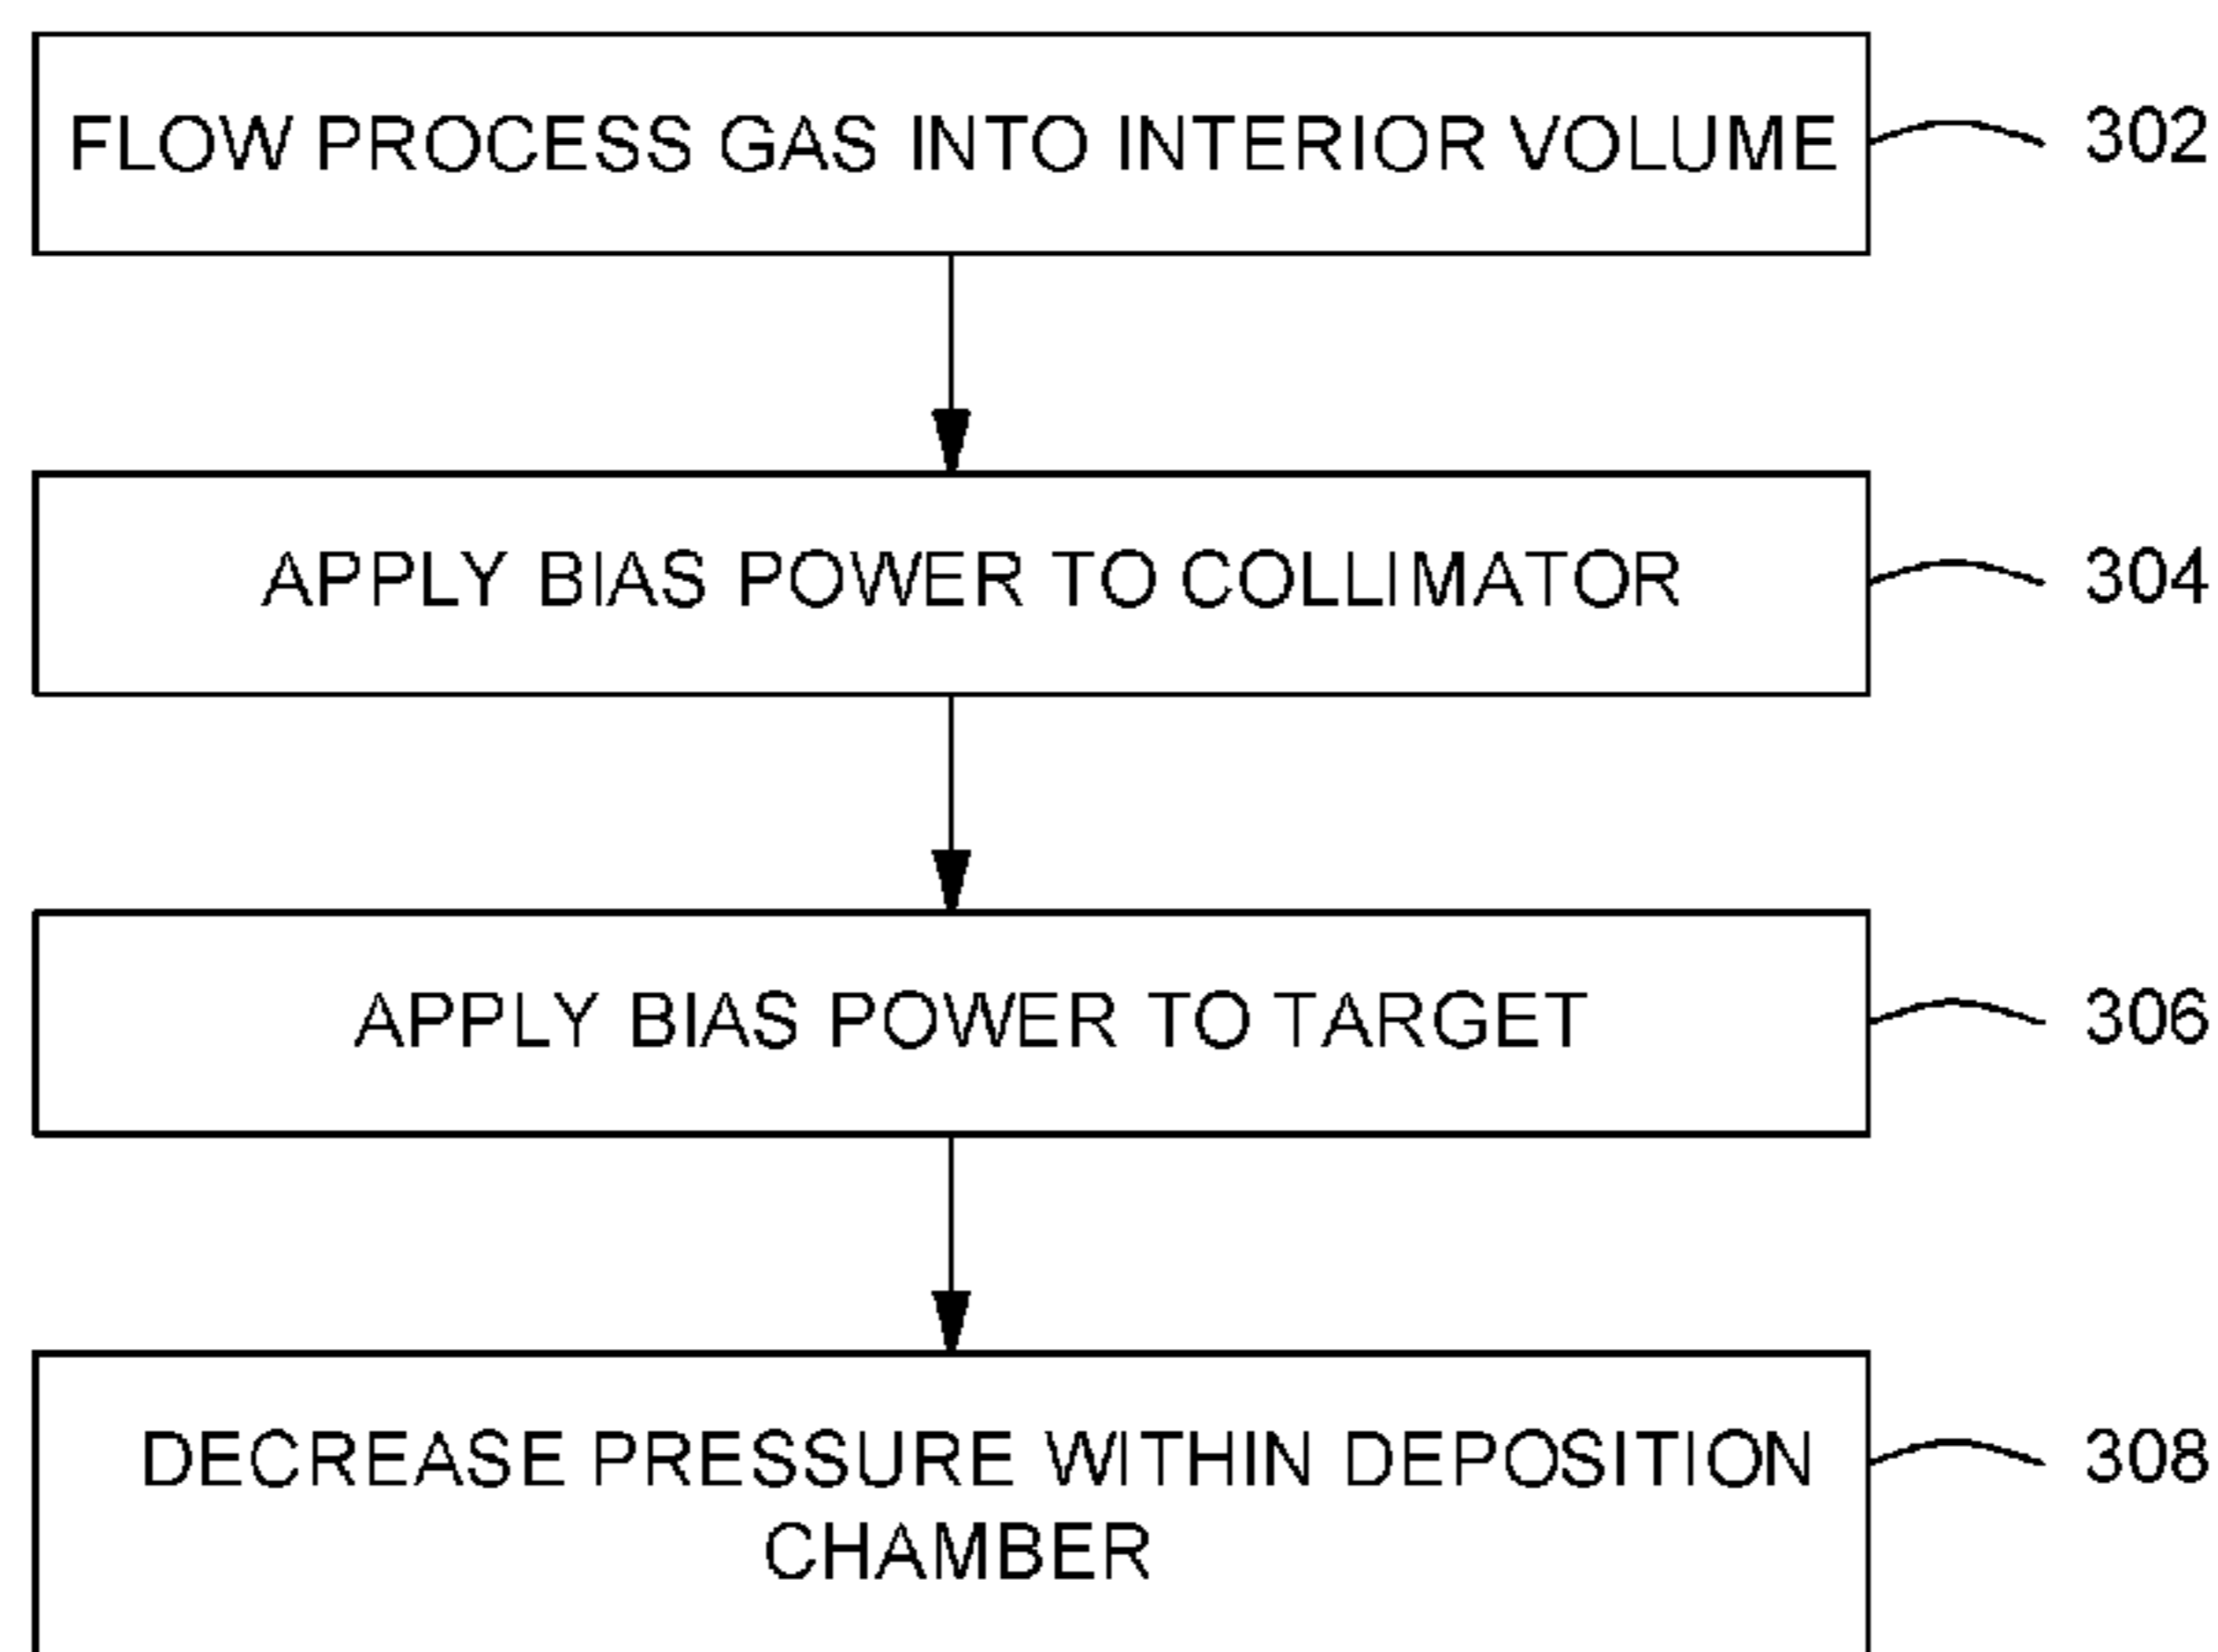 FLOW PROCESS GAS INTO INTERIOR VOLUME 302
APPLY BIAS POWER TO COLLIMATOR 304
APPLY BIAS POWER TO TARGET 306
DECREASE PRESSURE WITHIN DEPOSITION 308
CHAMBER